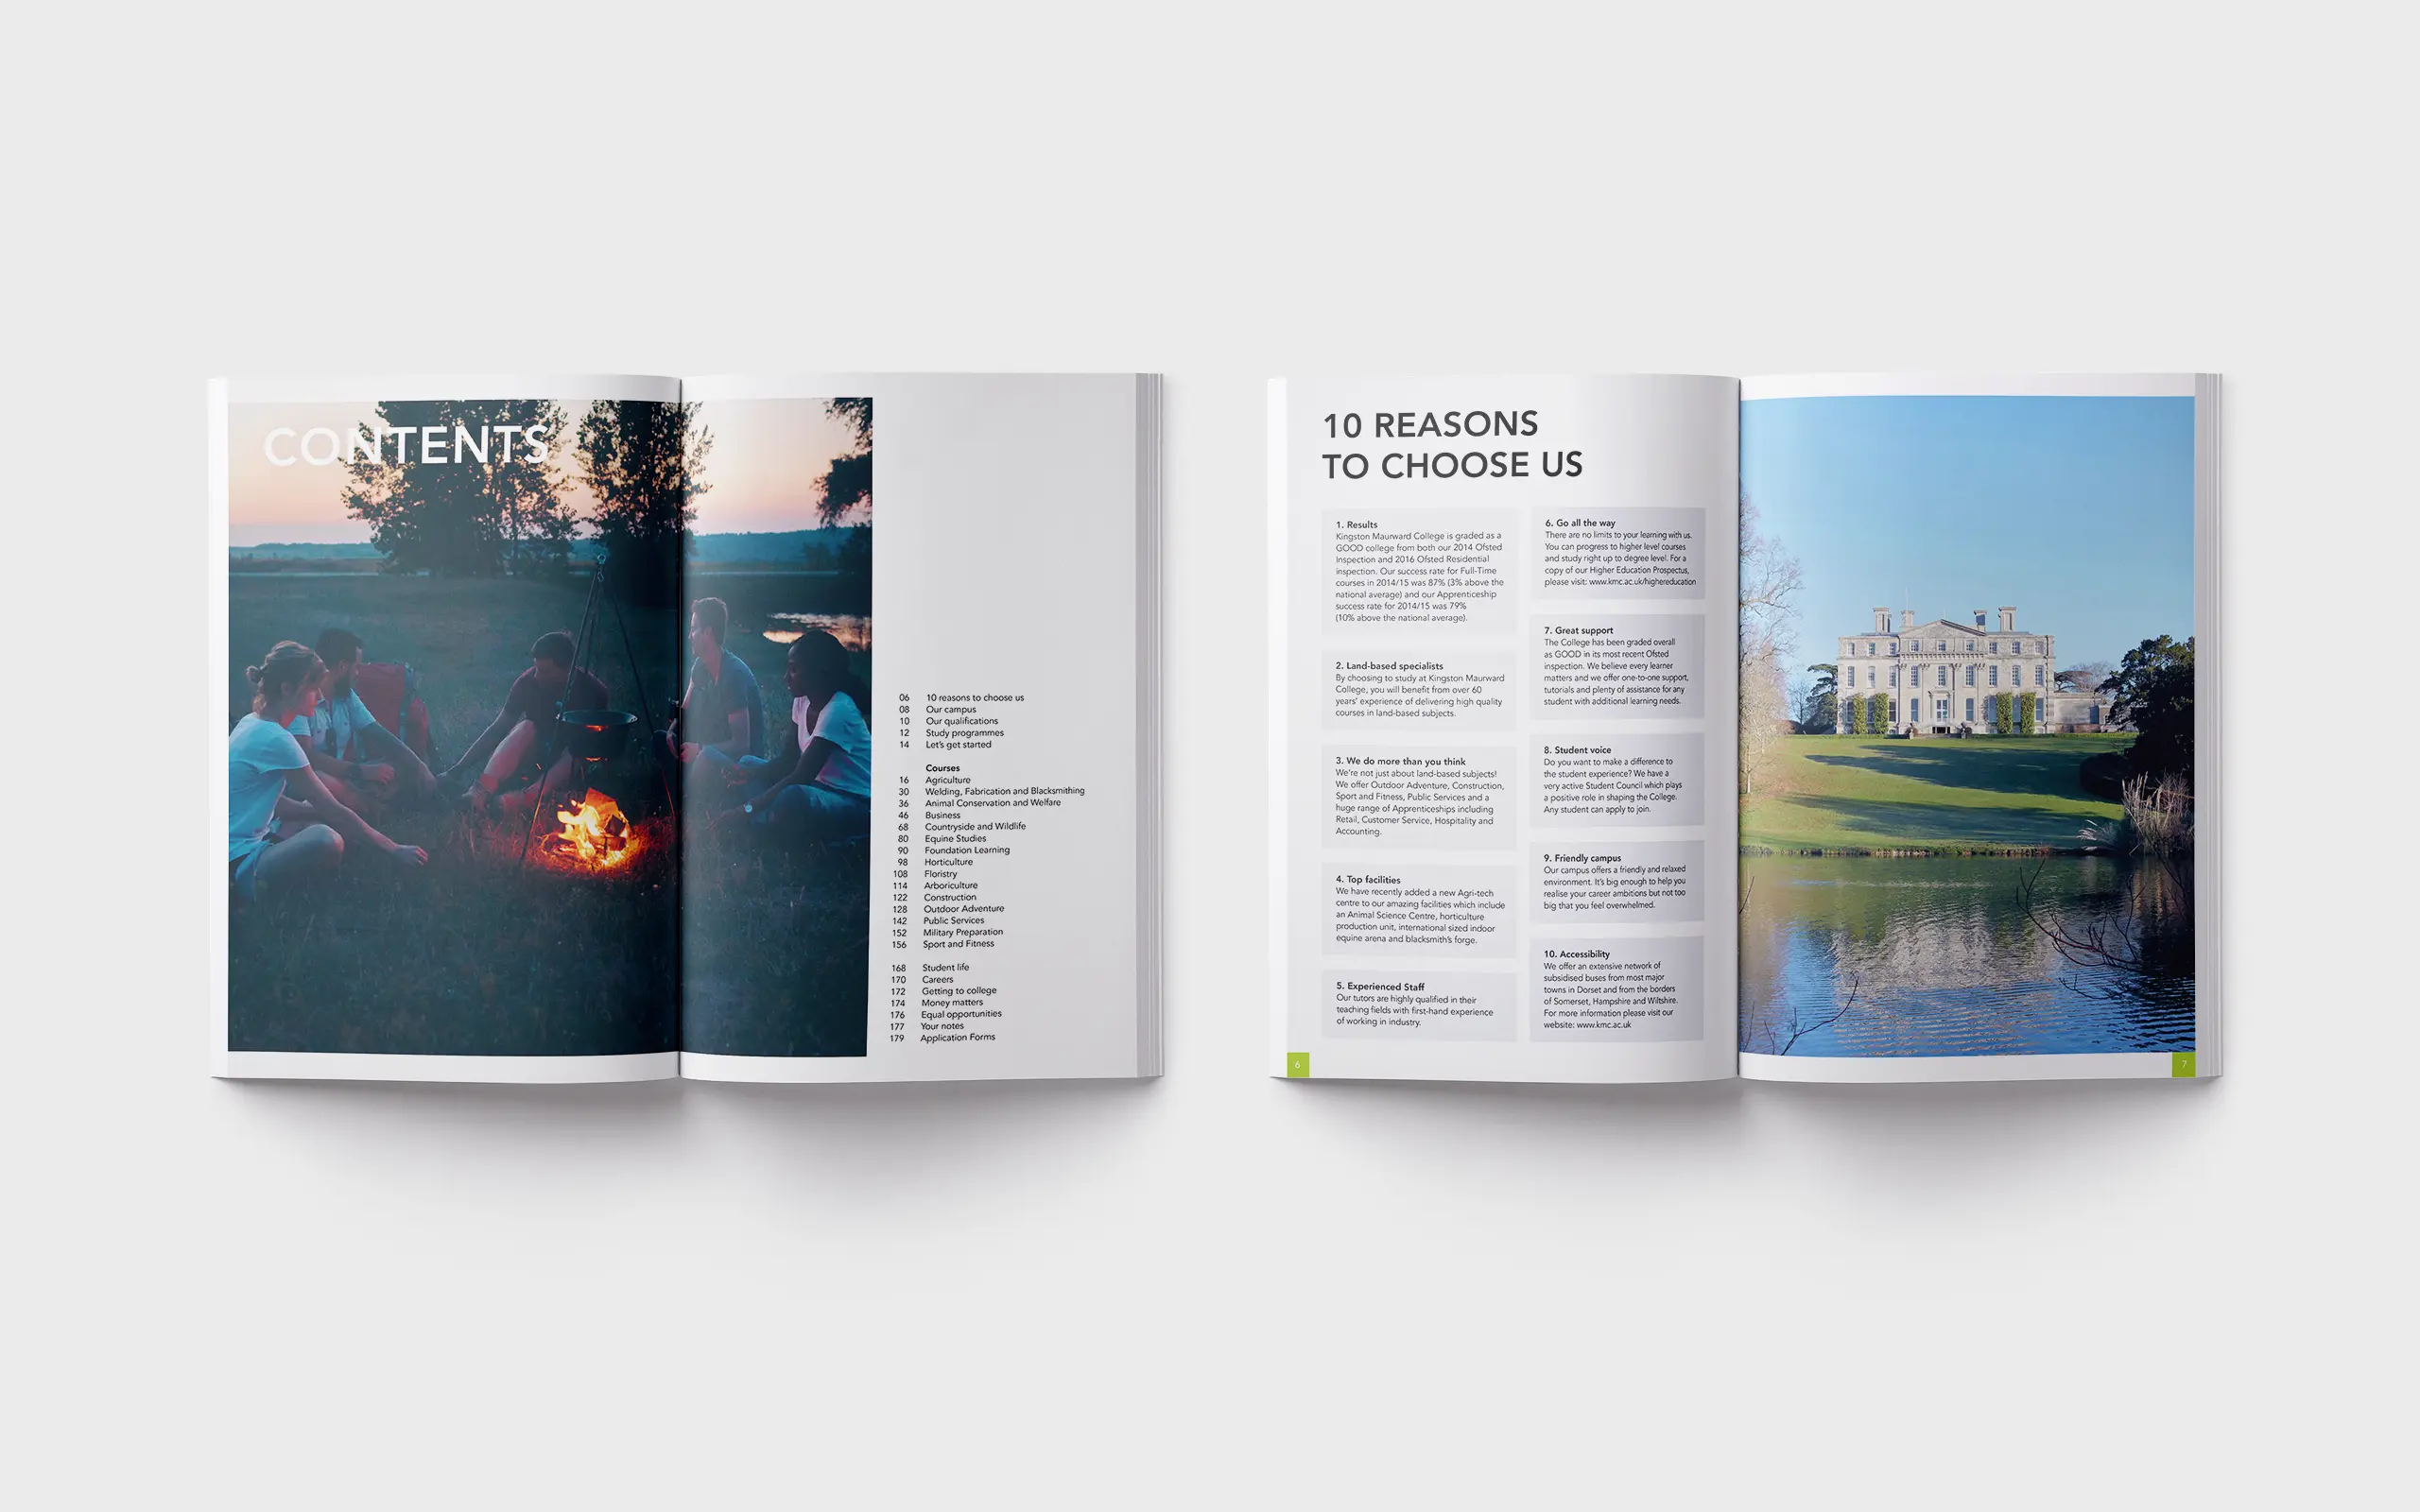 CONTENTS
06 10 reasons to choose us
08 Our campus
10 Our qualifications
12 Study programmes
14 Let's get started
Courses
16 Agriculture
30 Welding, Fabrication and Blacksmithing
36 Animal Conservation and Welfare
46 Business
68 Countryside and Wildlife
80 Equine Studies
90 Foundation Learning
98 Horticulture
108 Floristry
114 Arboriculture
122 Construction
128 Outdoor Adventure
142 Public Services
152 Military Preparation
156 Sport and Fitness
168 Student life
170 Careers
172 Getting to college
174 Money matters
176 Equal opportunities
177 Your notes
179 Application Forms
10 REASONS
TO CHOOSE US
1. Results
Kingston Maurward College is graded as a
GOOD college from both our 2014 Ofsted
Inspection and 2016 Ofsted Residential
inspection. Our success rate for Full-Time
courses in 2014/15 was 87% (3% above the
national average) and our Apprenticeship
success rate for 2014/15 was 79%
(10% above the national average).
2. Land-based specialists
By choosing to study at Kingston Maurward
College, you will benefit from over 60
years' experience of delivering high quality
courses in land-based subjects.
3. We do more than you think
We're not just about land-based subjects!
We offer Outdoor Adventure, Construction,
Sport and Fitness, Public Services and a
huge range of Apprenticeships including
Retail, Customer Service, Hospitality and
Accounting.
4. Top facilities
We have recently added a new Agri-tech
centre to our amazing facilities which include
an Animal Science Centre, horticulture
production unit, international sized indoor
equine arena and blacksmith's forge.
5. Experienced Staff
Our tutors are highly qualified in their
teaching fields with first-hand experience
of working in industry.
6. Go all the way
There are no limits to your learning with us.
You can progress to higher level courses
and study right up to degree level. For a
copy of our Higher Education Prospectus,
please visit: www.kmc.ac.uk/highereducation
7. Great support
The College has been graded overall
as GOOD in its most recent Ofsted
inspection. We believe every learner
matters and we offer one-to-one support,
tutorials and plenty of assistance for any
student with additional learning needs.
8. Student voice
Do you want to make a difference to
the student experience? We have a
very active Student Council which plays
a positive role in shaping the College.
Any student can apply to join.
9. Friendly campus
Our campus offers a friendly and relaxed
environment. It's big enough to help you
realise your career ambitions but not too
big that you feel overwhelmed.
10. Accessibility
We offer an extensive network of
subsidised buses from most major
towns in Dorset and from the borders
of Somerset, Hampshire and Wiltshire.
For more information please visit our
website: www.kmc.ac.uk
6
7